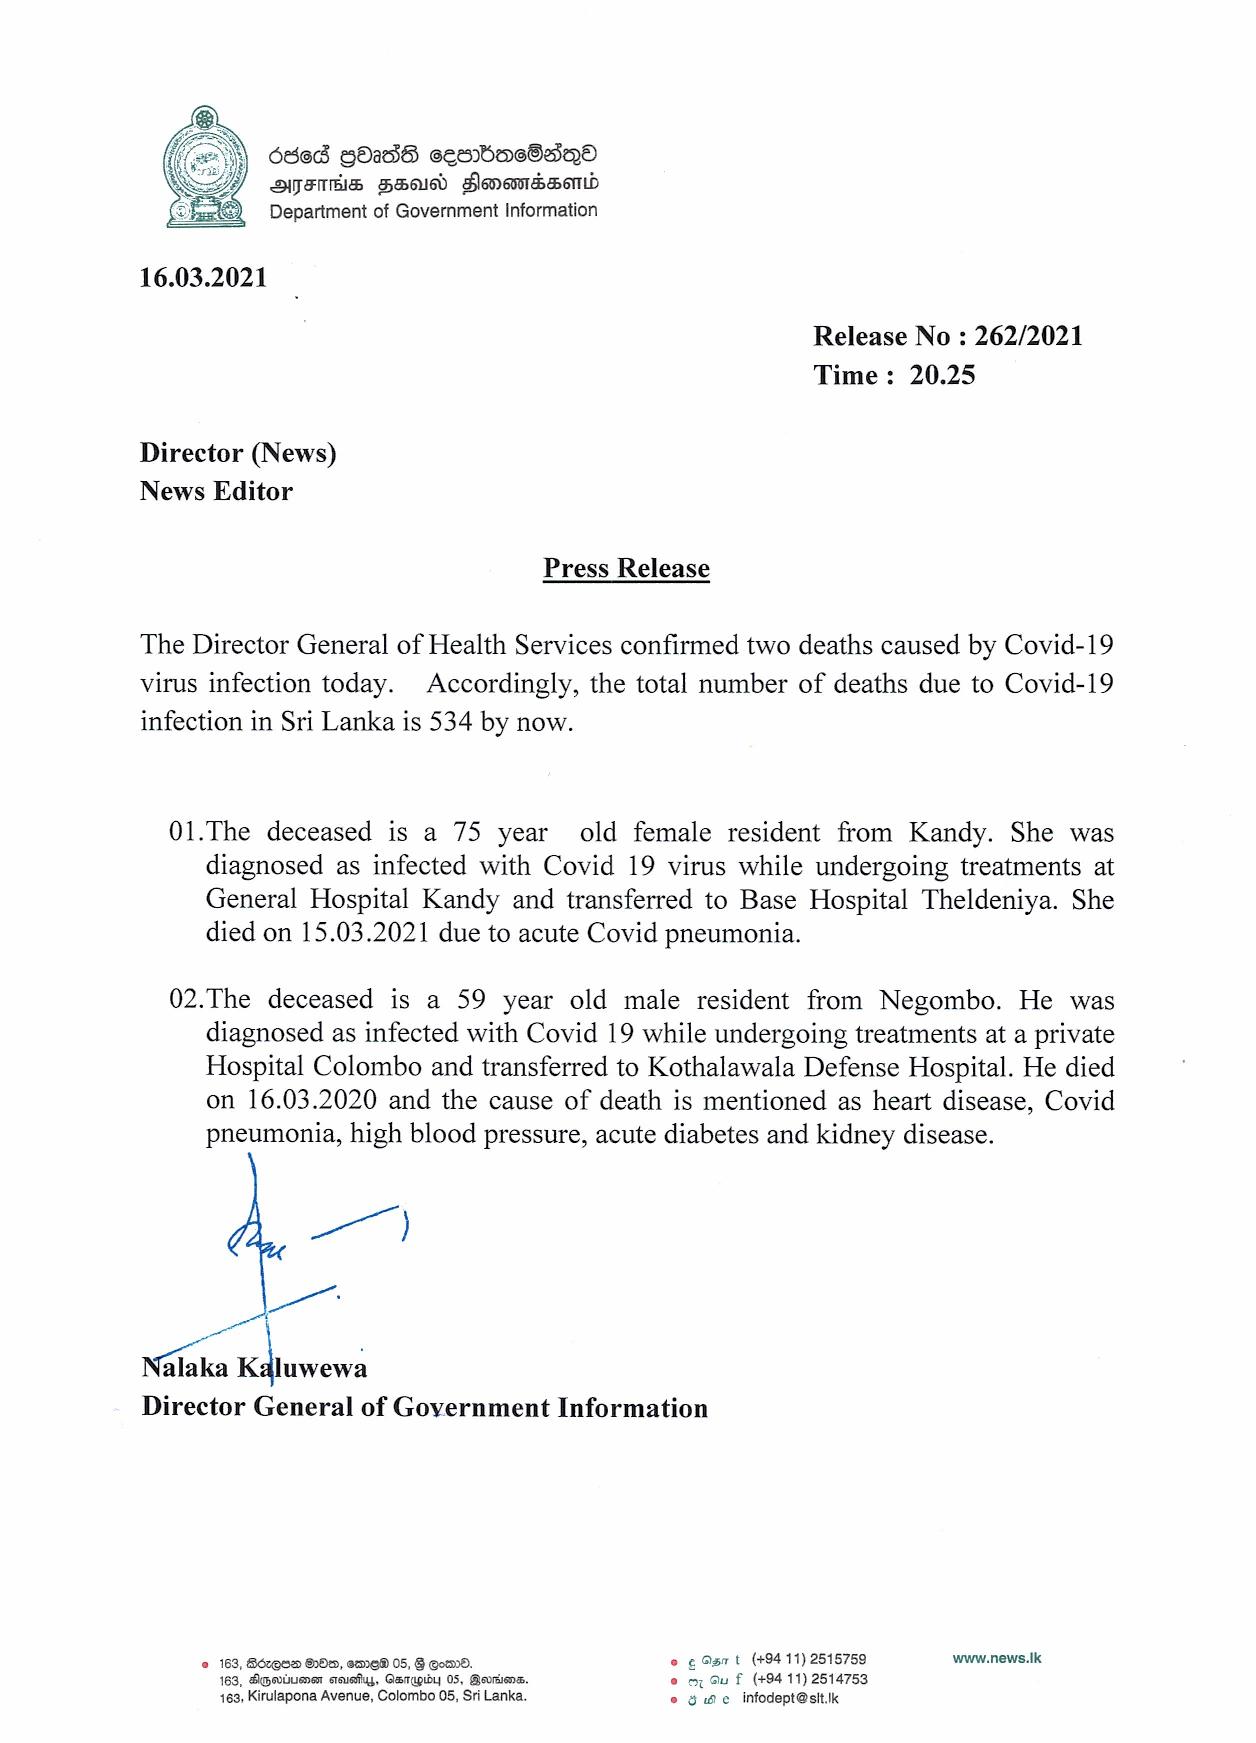 රජයේ ප්‍රවෘත්ති දෙපාර්තමේන්තුව
அரசாங்க தகவல் திணைக்களம்
Department of Government Information
16.03.2021
Release No : 262/2021
Time : 20.25
Director (News)
News Editor
Press Release
The Director General of Health Services confirmed two deaths caused by Covid-19
virus infection today. Accordingly, the total number of deaths due to Covid-19
infection in Sri Lanka is 534 by now.
01.The deceased is a 75 year old female resident from Kandy. She was
diagnosed as infected with Covid 19 virus while undergoing treatments at
General Hospital Kandy and transferred to Base Hospital Theldeniya. She
died on 15.03.2021 due to acute Covid pneumonia.
02.The deceased is a 59 year old male resident from Negombo. He was
diagnosed as infected with Covid 19 while undergoing treatments at a private
Hospital Colombo and transferred to Kothalawala Defense Hospital. He died
on 16.03.2020 and the cause of death is mentioned as heart disease, Covid
pneumonia, high blood pressure, acute diabetes and kidney disease.
Nalaka Kaluwewa
Director General of Government Information
163, කිරුලපන මාවත, කොළඹ 05, ශ්‍රී ලංකාව.
163, கிருலப்பனை எவனியூ, கொழும்பு 05, இலங்கை.
163, Kirulapona Avenue, Colombo 05, Sri Lanka.
දු தொ t (+94 11) 2515759
ෆැ பெ f (+94 11) 2514753
ඊ மி e infodept@slt.lk
www.news.lk